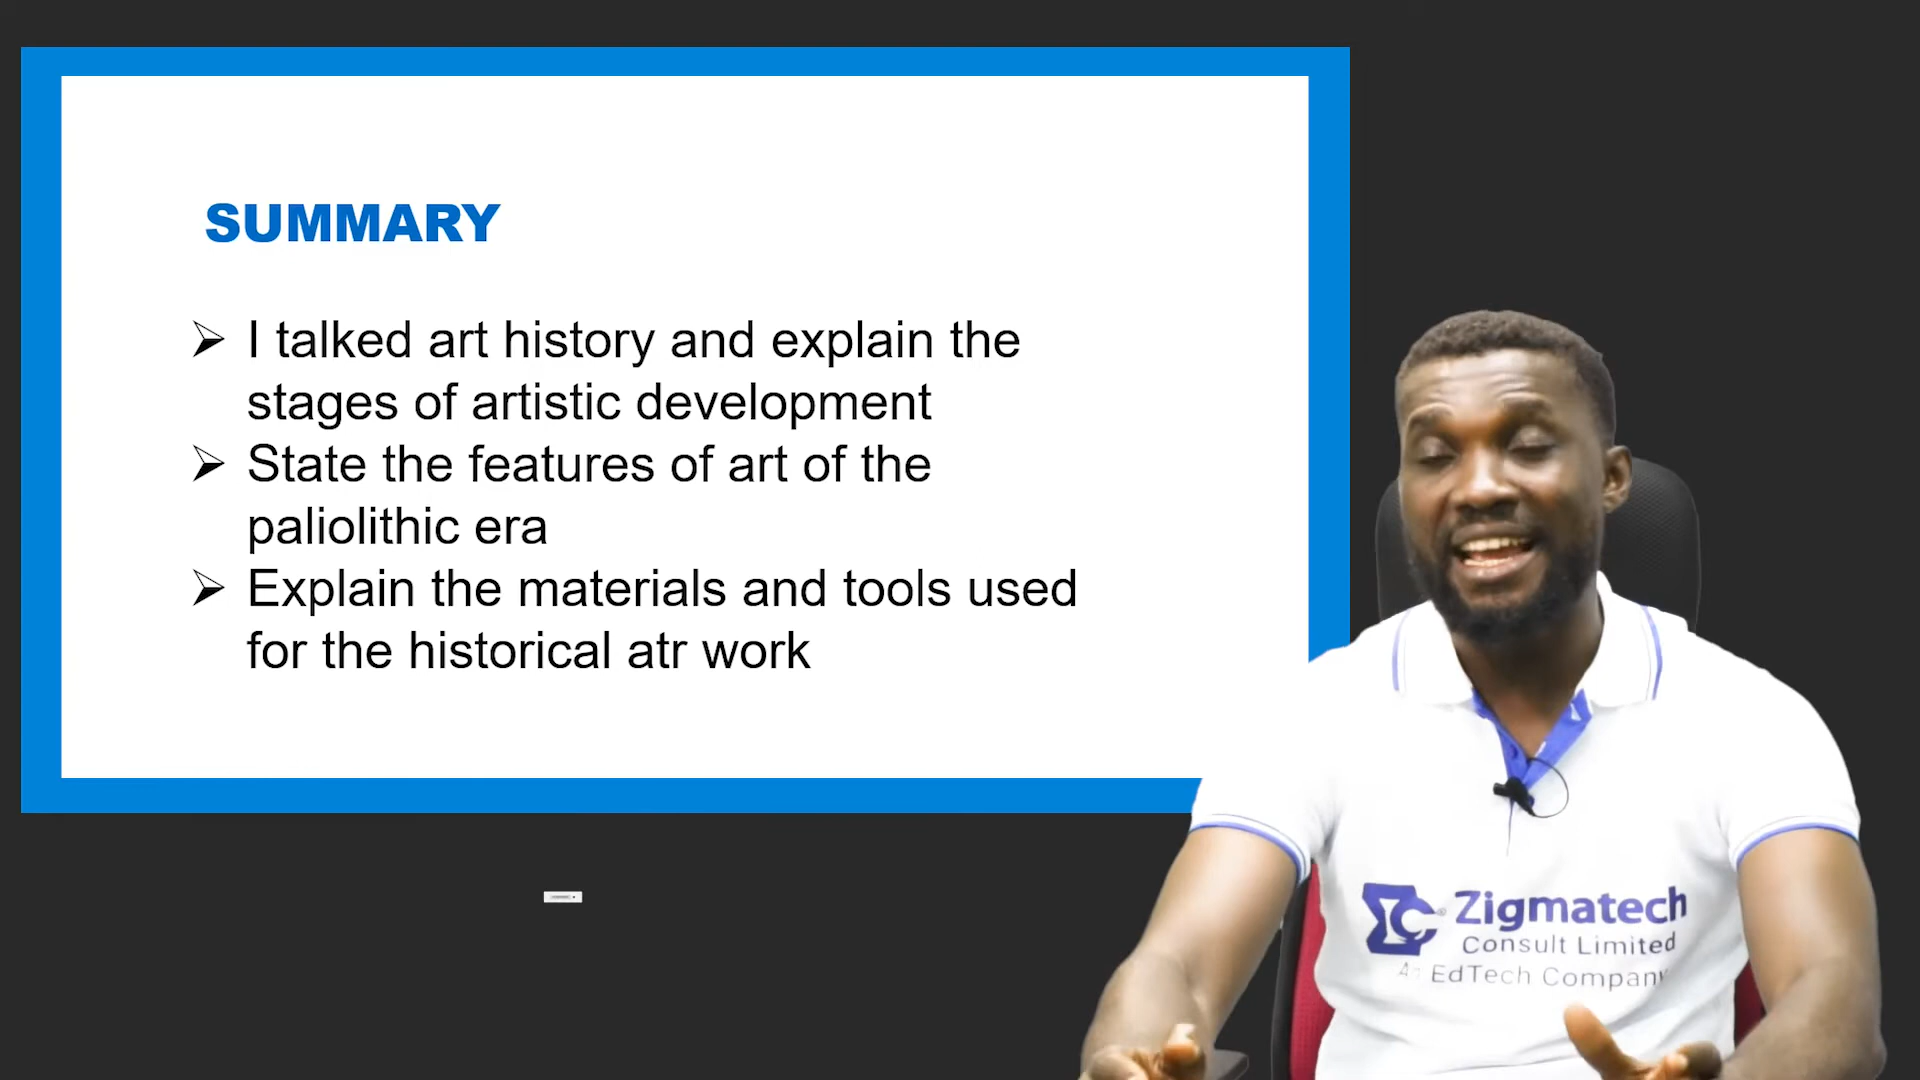 SUMMARY
➢ I talked art history and explain the
stages of artistic development
➢ State the features of art of the
paliolithic era
➢ Explain the materials and tools used
for the historical atr work
Zigmatech
Consult Limited
EdTech Company